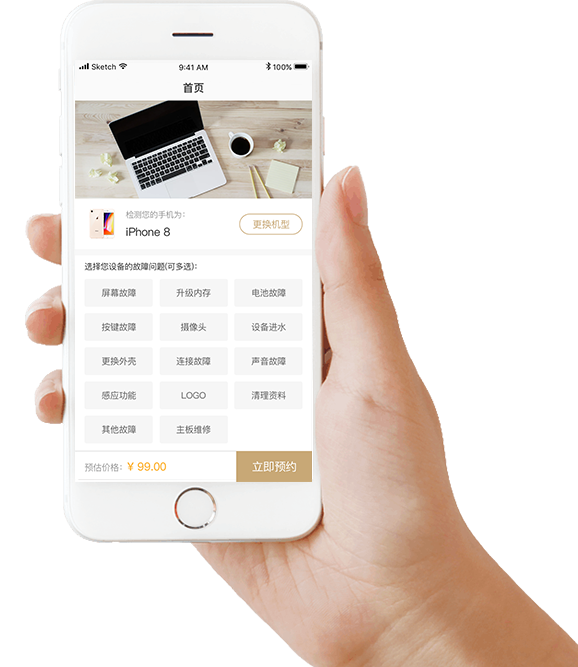 Sketch 9:41 AM 100%
首页
检测您的手机为:
iPhone 8
更换机型
选择您设备的故障问题(可多选):
屏幕故障 升级内存 电池故障
按键故障 摄像头 设备进水
更换外壳 连接故障 声音故障
感应功能 LOGO 清理资料
其他故障 主板维修
预估价格: ¥ 99.00 立即预约